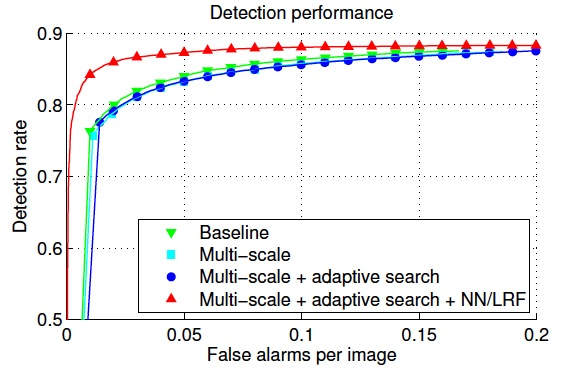 Detection performance
0.9
0.8
0.7
0.6
0.5
Detection rate
Baseline
Multi−scale
Multi−scale + adaptive search
Multi−scale + adaptive search + NN/LRF
0 0.05 0.1 0.15 0.2
False alarms per image